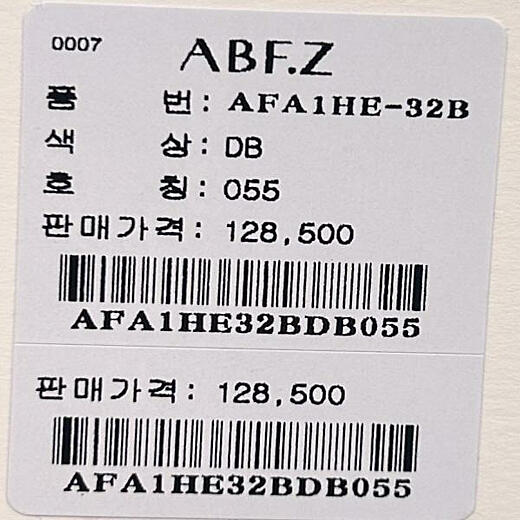 0007 ABF.Z
품 번: AFA1HE-32B
색 상: DB
호 칭: 055
판매가격: 128,500
AFA1HE32BDB055
판매가격: 128,500
AFA1HE32BDB055